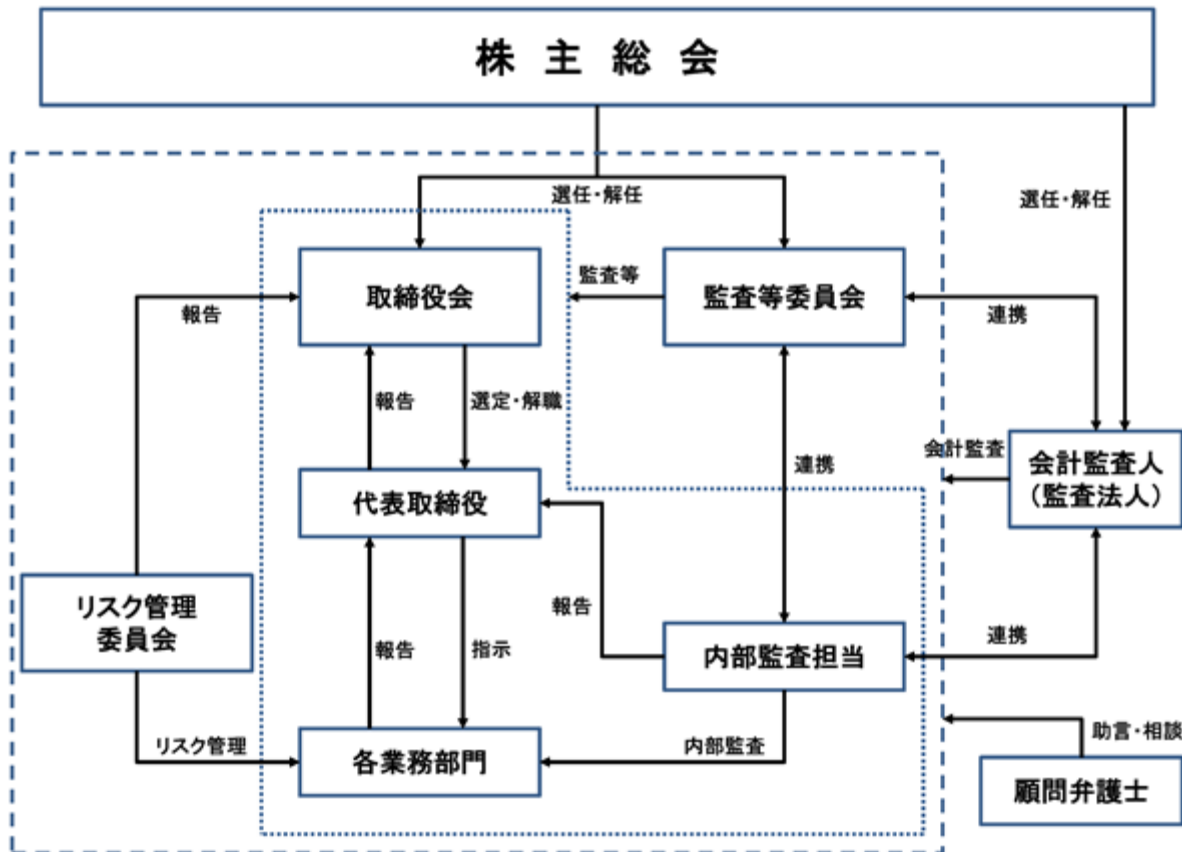 株 主 総 会
選任・解任
選任・解任
取締役会
監査等
監査等委員会
報告
連携
報告
選定・解職
会計監査
会計監査人
（監査法人）
連携
代表取締役
リスク管理
委員会
報告
報告
指示
内部監査担当
連携
リスク管理
各業務部門
内部監査
助言・相談
顧問弁護士